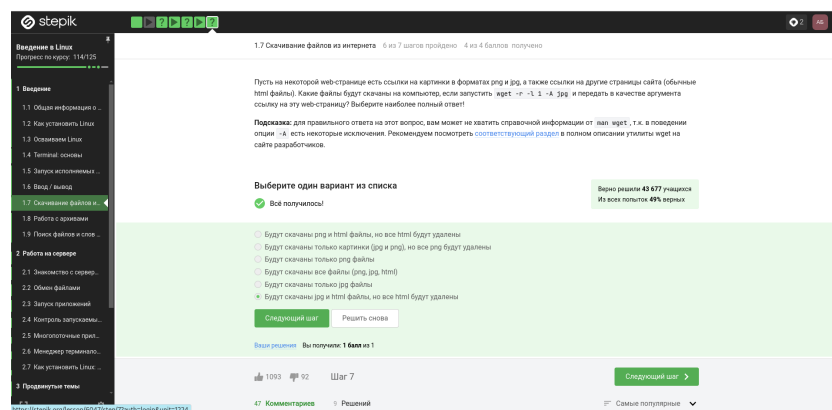 stepik
2
АБ
Введение в Linux
Прогресс по курсу: 114/125
1.7 Скачивание файлов из интернета 6 из 7 шагов пройдено 4 из 4 баллов получено
1 Введение
1.1 Общая информация о ...
1.2 Как установить Linux
1.3 Осваиваем Linux
1.4 Terminal: основы
1.5 Запуск исполняемых ...
1.6 Ввод / вывод
1.7 Скачивание файлов и...
1.8 Работа с архивами
1.9 Поиск файлов и слов ...
2 Работа на сервере
2.1 Знакомство с сервер...
2.2 Обмен файлами
2.3 Запуск приложений
2.4 Контроль запускаемы...
2.5 Многопоточные прил...
2.6 Менеджер терминало...
2.7 Как установить Linux: ...
3 Продвинутые темы
Пусть на некоторой web-странице есть ссылки на картинки в форматах png и jpg, а также ссылки на другие страницы сайта (обычные
html файлы). Какие файлы будут скачаны на компьютер, если запустить wget -r -l 1 -A jpg и передать в качестве аргумента
ссылку на эту web-страницу? Выберите наиболее полный ответ!
Подсказка: для правильного ответа на этот вопрос, вам может не хватить справочной информации от man wget, т.к. в поведении
опции -A есть некоторые исключения. Рекомендуем посмотреть соответствующий раздел в полном описании утилиты wget на
сайте разработчиков.
Выберите один вариант из списка
Всё получилось!
Верно решили 43 677 учащихся
Из всех попыток 49% верных
Будут скачаны png и html файлы, но все html будут удалены
Будут скачаны только картинки (jpg и png), но все png будут удалены
Будут скачаны только png файлы
Будут скачаны все файлы (png, jpg, html)
Будут скачаны только jpg файлы
Будут скачаны jpg и html файлы, но все html будут удалены
Следующий шаг Решить снова
Ваши решения Вы получили: 1 балл из 1
1093 92 Шаг 7 Следующий шаг
47 Комментариев 9 Решений Самые популярные